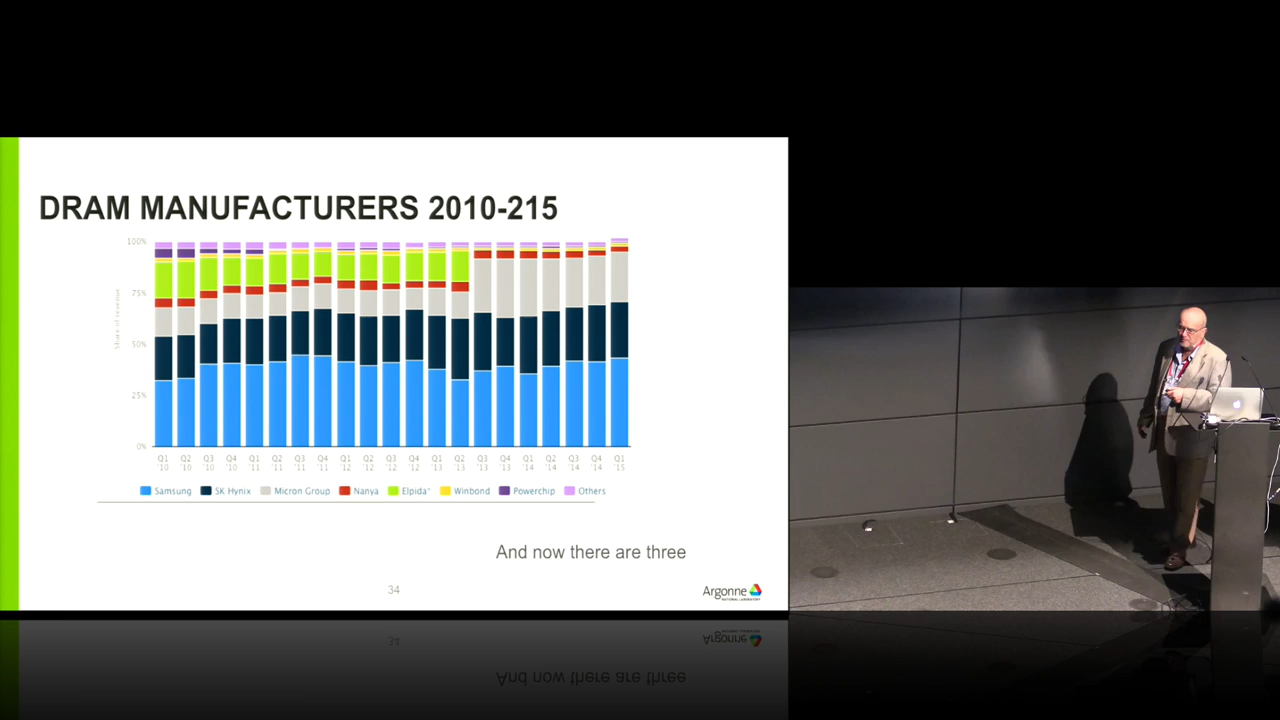 DRAM MANUFACTURERS 2010-215
100%
75%
50%
25%
0%
Share of revenue
Q1 '10
Q2 '10
Q3 '10
Q4 '10
Q1 '11
Q2 '11
Q3 '11
Q4 '11
Q1 '12
Q2 '12
Q3 '12
Q4 '12
Q1 '13
Q2 '13
Q3 '13
Q4 '13
Q1 '14
Q2 '14
Q3 '14
Q4 '14
Q1 '15
Samsung SK Hynix Micron Group Nanya Elpida* Winbond Powerchip Others
And now there are three
34
Argonne
NATIONAL LABORATORY